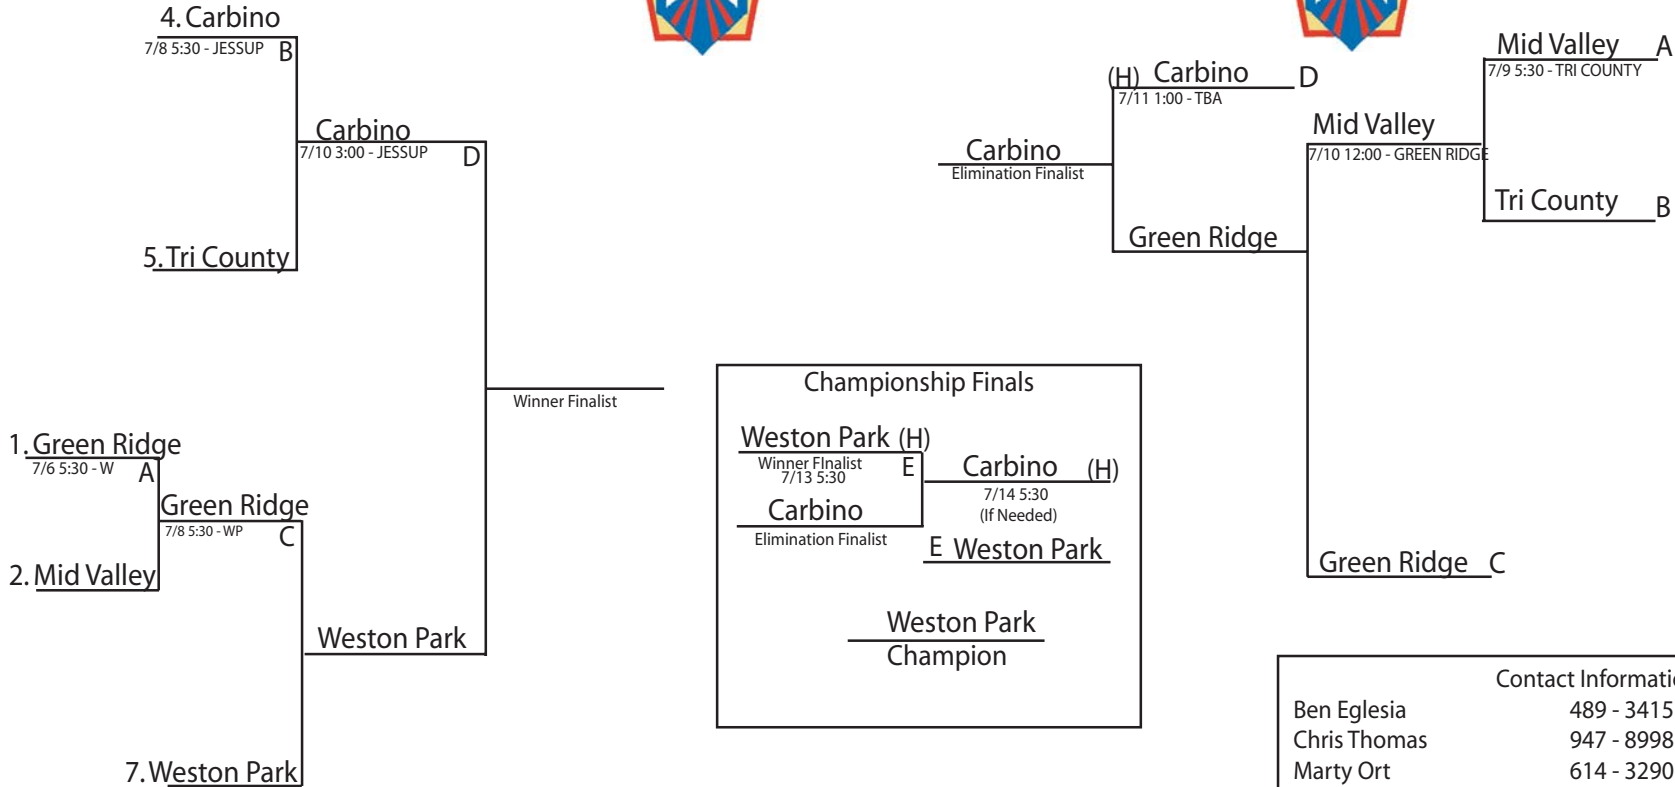 4. Carbino
7/8 5:30 - JESSUP
B
Carbino
7/10 3:00 - JESSUP
D
5. Tri County
Winner Finalist
1. Green Ridge
7/6 5:30 - W
A
Green Ridge
7/8 5:30 - WP
C
2. Mid Valley
Weston Park
7. Weston Park
Championship Finals
Weston Park (H)
Winner FInalist
7/13 5:30
E
Carbino
Elimination Finalist
Carbino (H)
7/14 5:30
(If Needed)
E Weston Park
Weston Park
Champion
Mid Valley A
7/9 5:30 - TRI COUNTY
(H) Carbino D
7/11 1:00 - TBA
Mid Valley
7/10 12:00 - GREEN RIDGE
Carbino
Elimination Finalist
Tri County B
Green Ridge
Green Ridge C
Contact Informati
Ben Eglesia 489 - 3415
Chris Thomas 947 - 8998
Marty Ort 614 - 3290